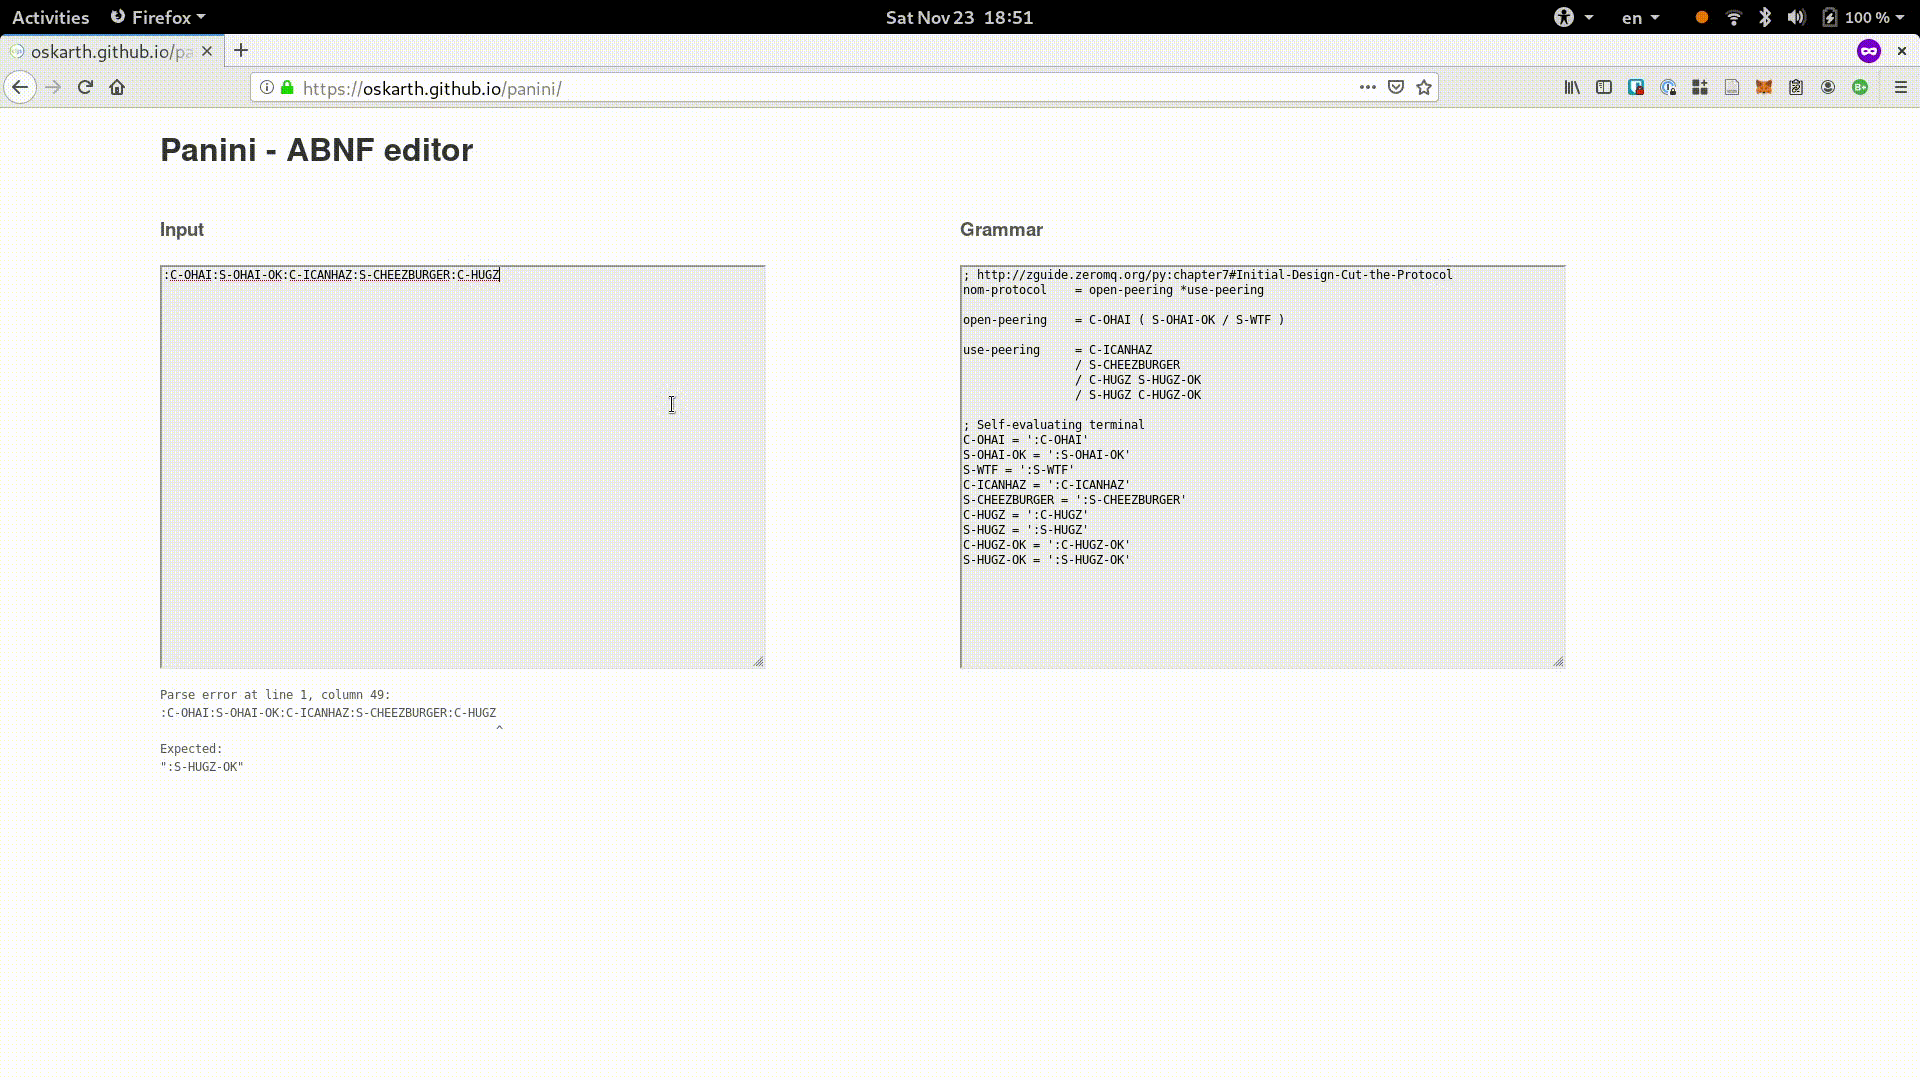 Activities Firefox Sat Nov 23 18:51 en 100 %
oskarth.github.io/pa
https://oskarth.github.io/panini/
Panini - ABNF editor
Input
:C-OHAI:S-OHAI-OK:C-ICANHAZ:S-CHEEZBURGER:C-HUGZ
Parse error at line 1, column 49:
:C-OHAI:S-OHAI-OK:C-ICANHAZ:S-CHEEZBURGER:C-HUGZ
^
Expected:
":S-HUGZ-OK"
Grammar
; http://zguide.zeromq.org/py:chapter7#Initial-Design-Cut-the-Protocol
nom-protocol    = open-peering *use-peering
open-peering    = C-OHAI ( S-OHAI-OK / S-WTF )
use-peering     = C-ICANHAZ
/ S-CHEEZBURGER
/ C-HUGZ S-HUGZ-OK
/ S-HUGZ C-HUGZ-OK
; Self-evaluating terminal
C-OHAI = ':C-OHAI'
S-OHAI-OK = ':S-OHAI-OK'
S-WTF = ':S-WTF'
C-ICANHAZ = ':C-ICANHAZ'
S-CHEEZBURGER = ':S-CHEEZBURGER'
C-HUGZ = ':C-HUGZ'
S-HUGZ = ':S-HUGZ'
C-HUGZ-OK = ':C-HUGZ-OK'
S-HUGZ-OK = ':S-HUGZ-OK'